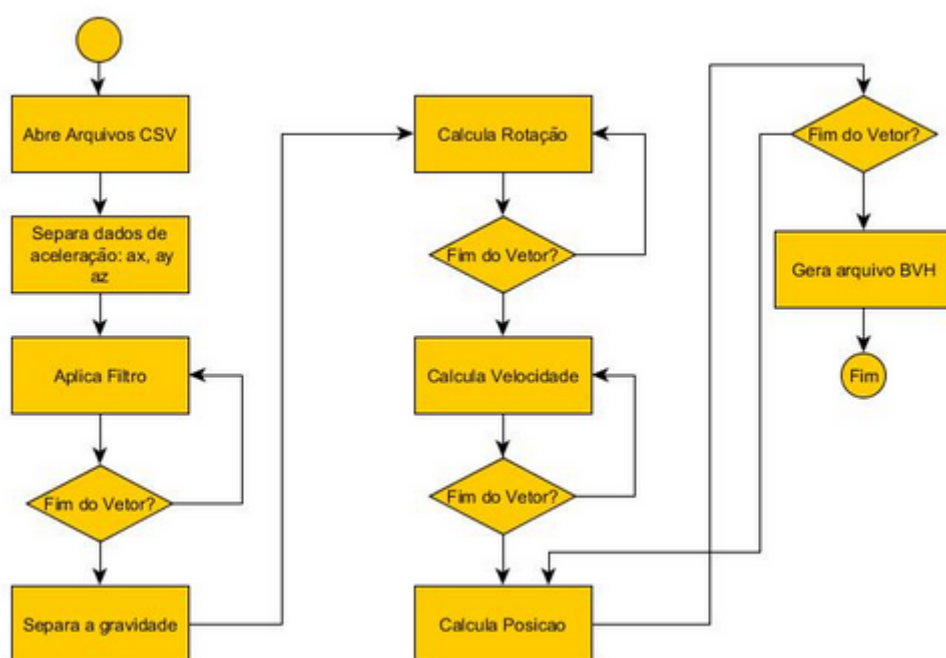 Abre Arquivos CSV
Separa dados de
aceleração: ax, ay
az
Aplica Filtro
Fim do Vetor?
Separa a gravidade
Calcula Rotação
Fim do Vetor?
Calcula Velocidade
Fim do Vetor?
Calcula Posicao
Fim do Vetor?
Gera arquivo BVH
Fim